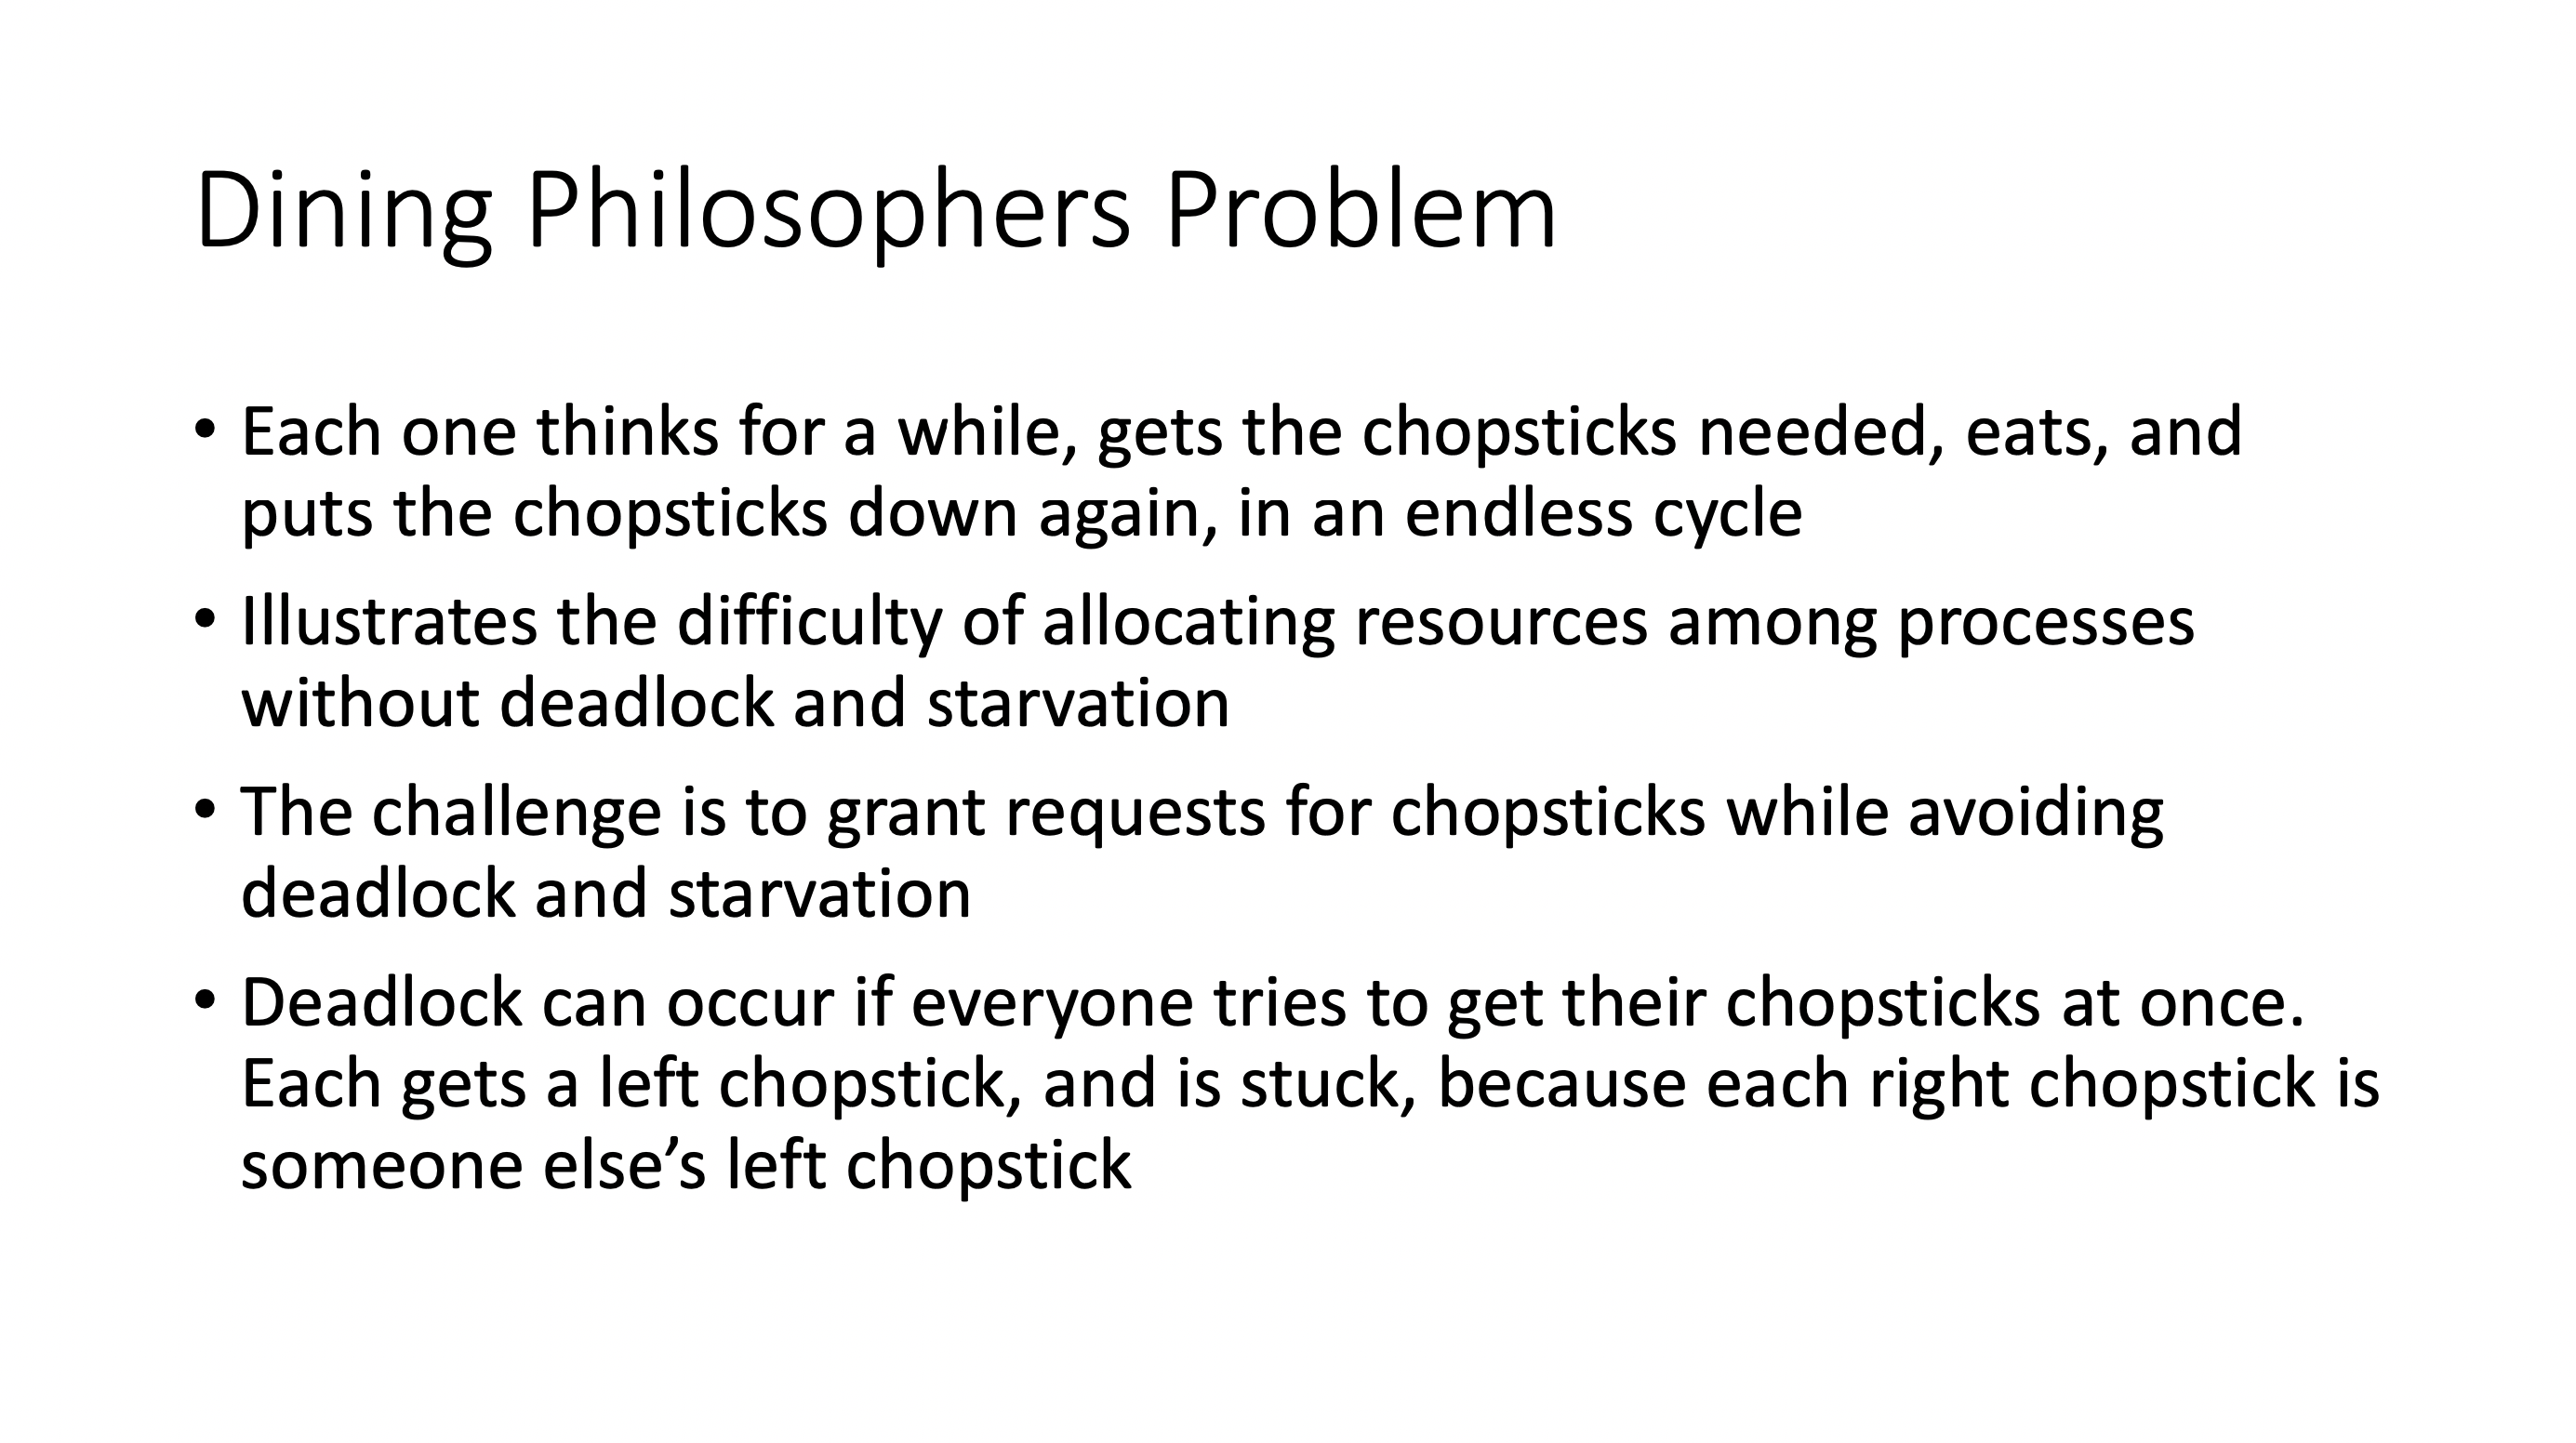 Dining Philosophers Problem
• Each one thinks for a while, gets the chopsticks needed, eats, and
puts the chopsticks down again, in an endless cycle
• Illustrates the difficulty of allocating resources among processes
without deadlock and starvation
• The challenge is to grant requests for chopsticks while avoiding
deadlock and starvation
• Deadlock can occur if everyone tries to get their chopsticks at once.
Each gets a left chopstick, and is stuck, because each right chopstick is
someone else’s left chopstick